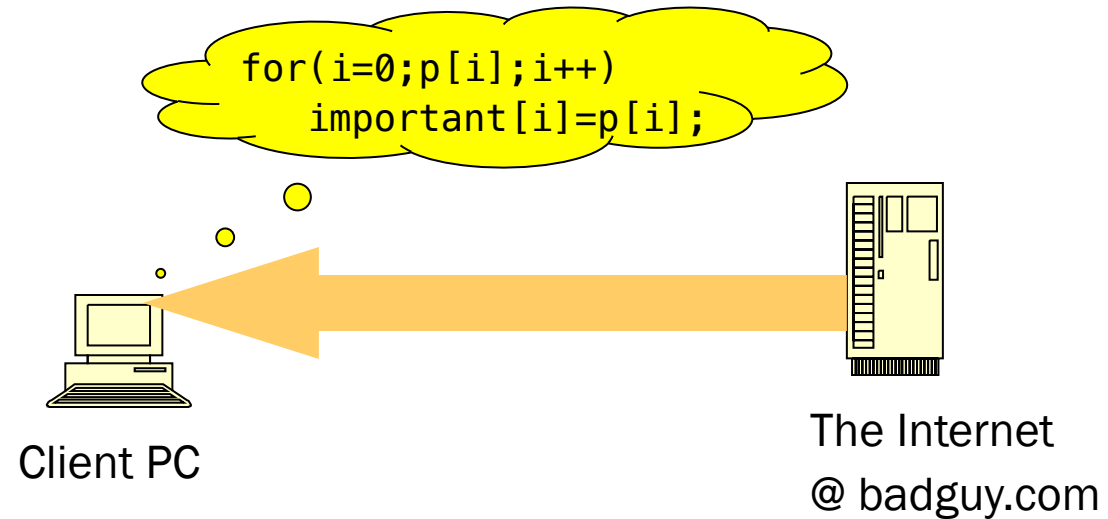 for(i=0;p[i];i++)
important[i]=p[i];
Client PC
The Internet
@ badguy.com